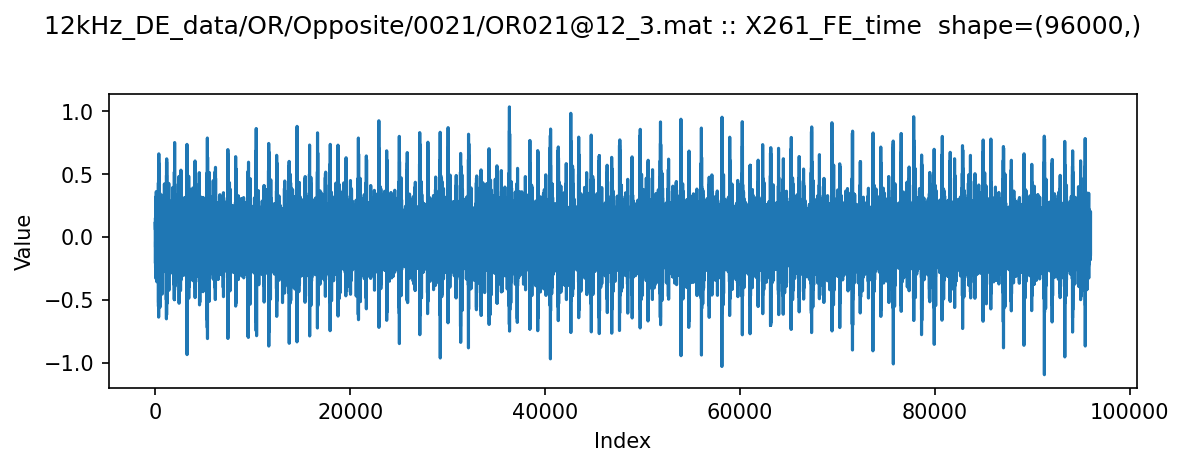 12kHz_DE_data/OR/Opposite/0021/OR021@12_3.mat :: X261_FE_time  shape=(96000,)
1.0
0.5
0.0
−0.5
−1.0
Value
0 20000 40000 60000 80000 100000
Index